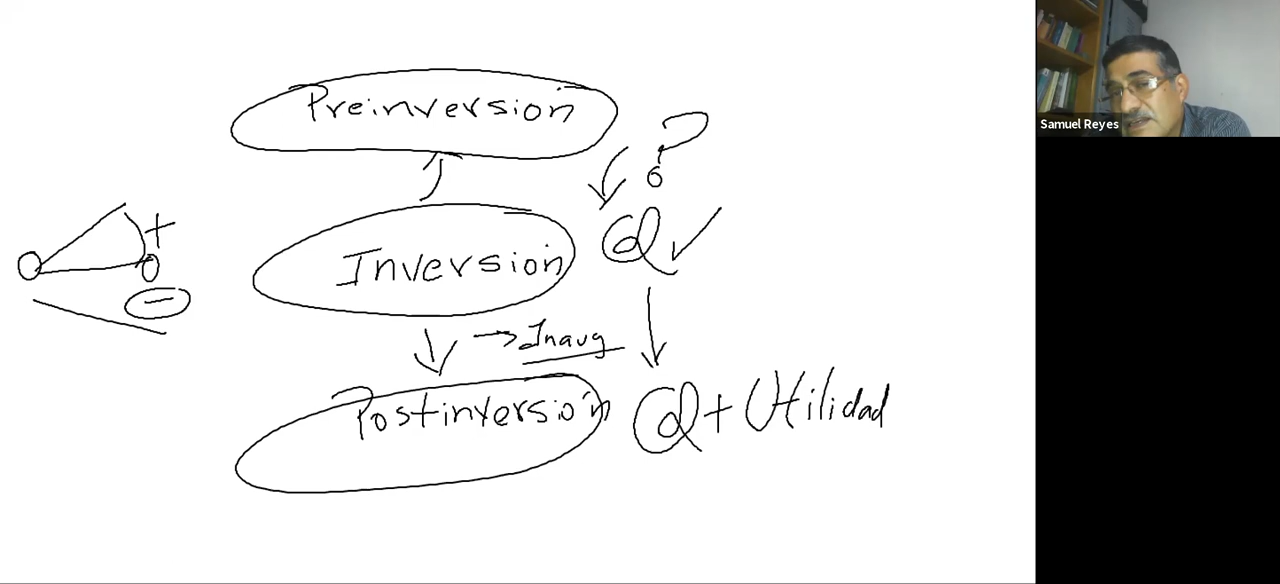 Preinversion
?
Inversion
+
-
→ Inaug
Postinversion
+ Utilidad
Samuel Reyes